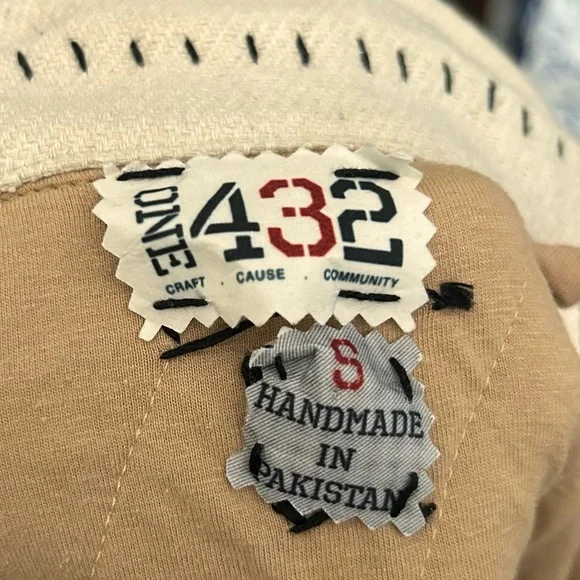 ONE 432
CRAFT . CAUSE . COMMUNITY
S
HANDMADE
IN
PAKISTAN